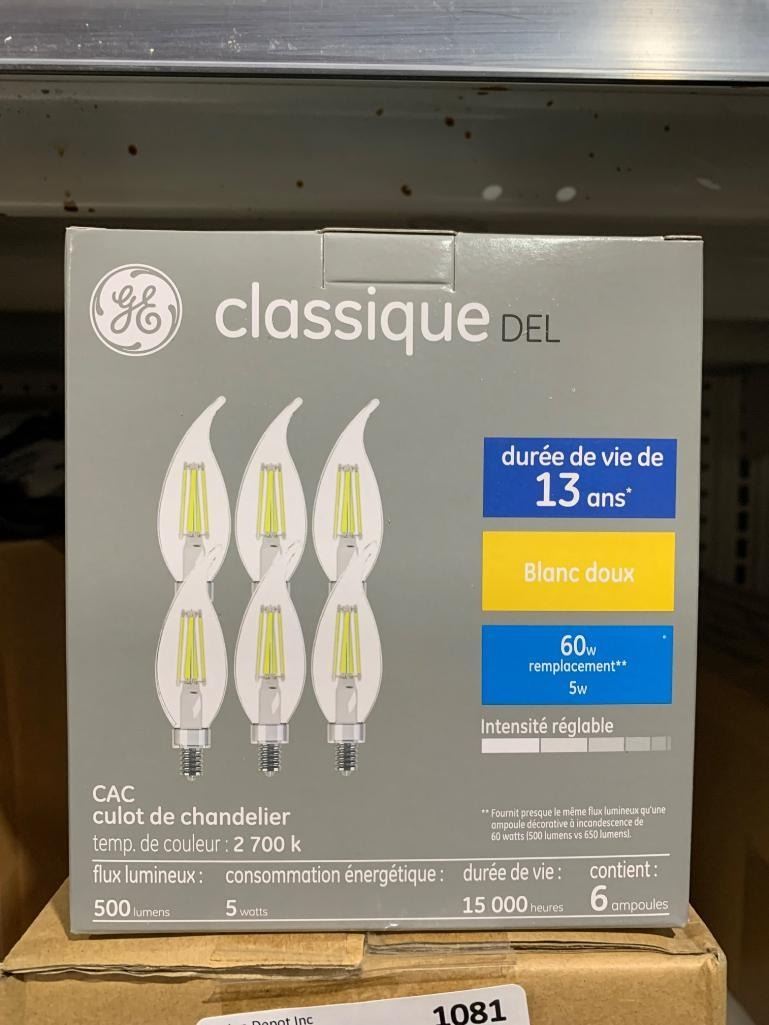 GE
classique DEL
durée de vie de
13 ans*
Blanc doux
60w
remplacement**
5w
Intensité réglable
CAC
culot de chandelier
temp. de couleur : 2 700 k
** Fournit presque le même flux lumineux qu'une
ampoule décorative à incandescence de
60 watts (500 lumens vs 650 lumens).
flux lumineux : consommation énergétique : durée de vie : contient :
500 lumens 5 watts 15 000 heures 6 ampoules
Depot Inc 1081